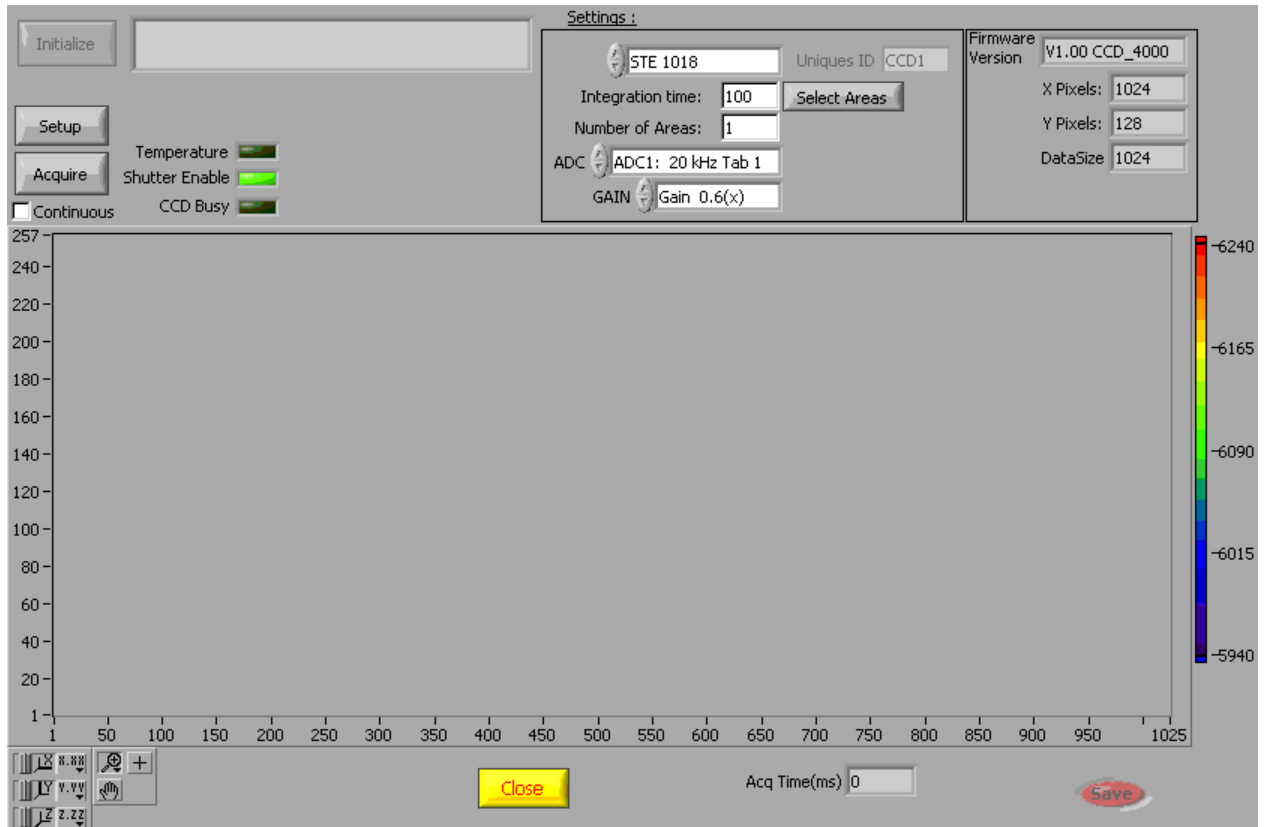 Settings :
Initialize
STE 1018
Uniques ID CCD1
Firmware
Version
V1.00 CCD_4000
Integration time: 100
Select Areas
X Pixels: 1024
Setup
Number of Areas: 1
Y Pixels: 128
Temperature
ADC ADC1: 20 kHz Tab 1
DataSize 1024
Acquire
Shutter Enable
GAIN Gain 0.6(x)
Continuous
CCD Busy
257
240
220
200
180
160
140
120
100
80
60
40
20
1
1 50 100 150 200 250 300 350 400 450 500 550 600 650 700 750 800 850 900 950 1025
-6240
-6165
-6090
-6015
-5940
X X.XX
Y Y.YY
Z Z.ZZ
Close
Acq Time(ms) 0
Save